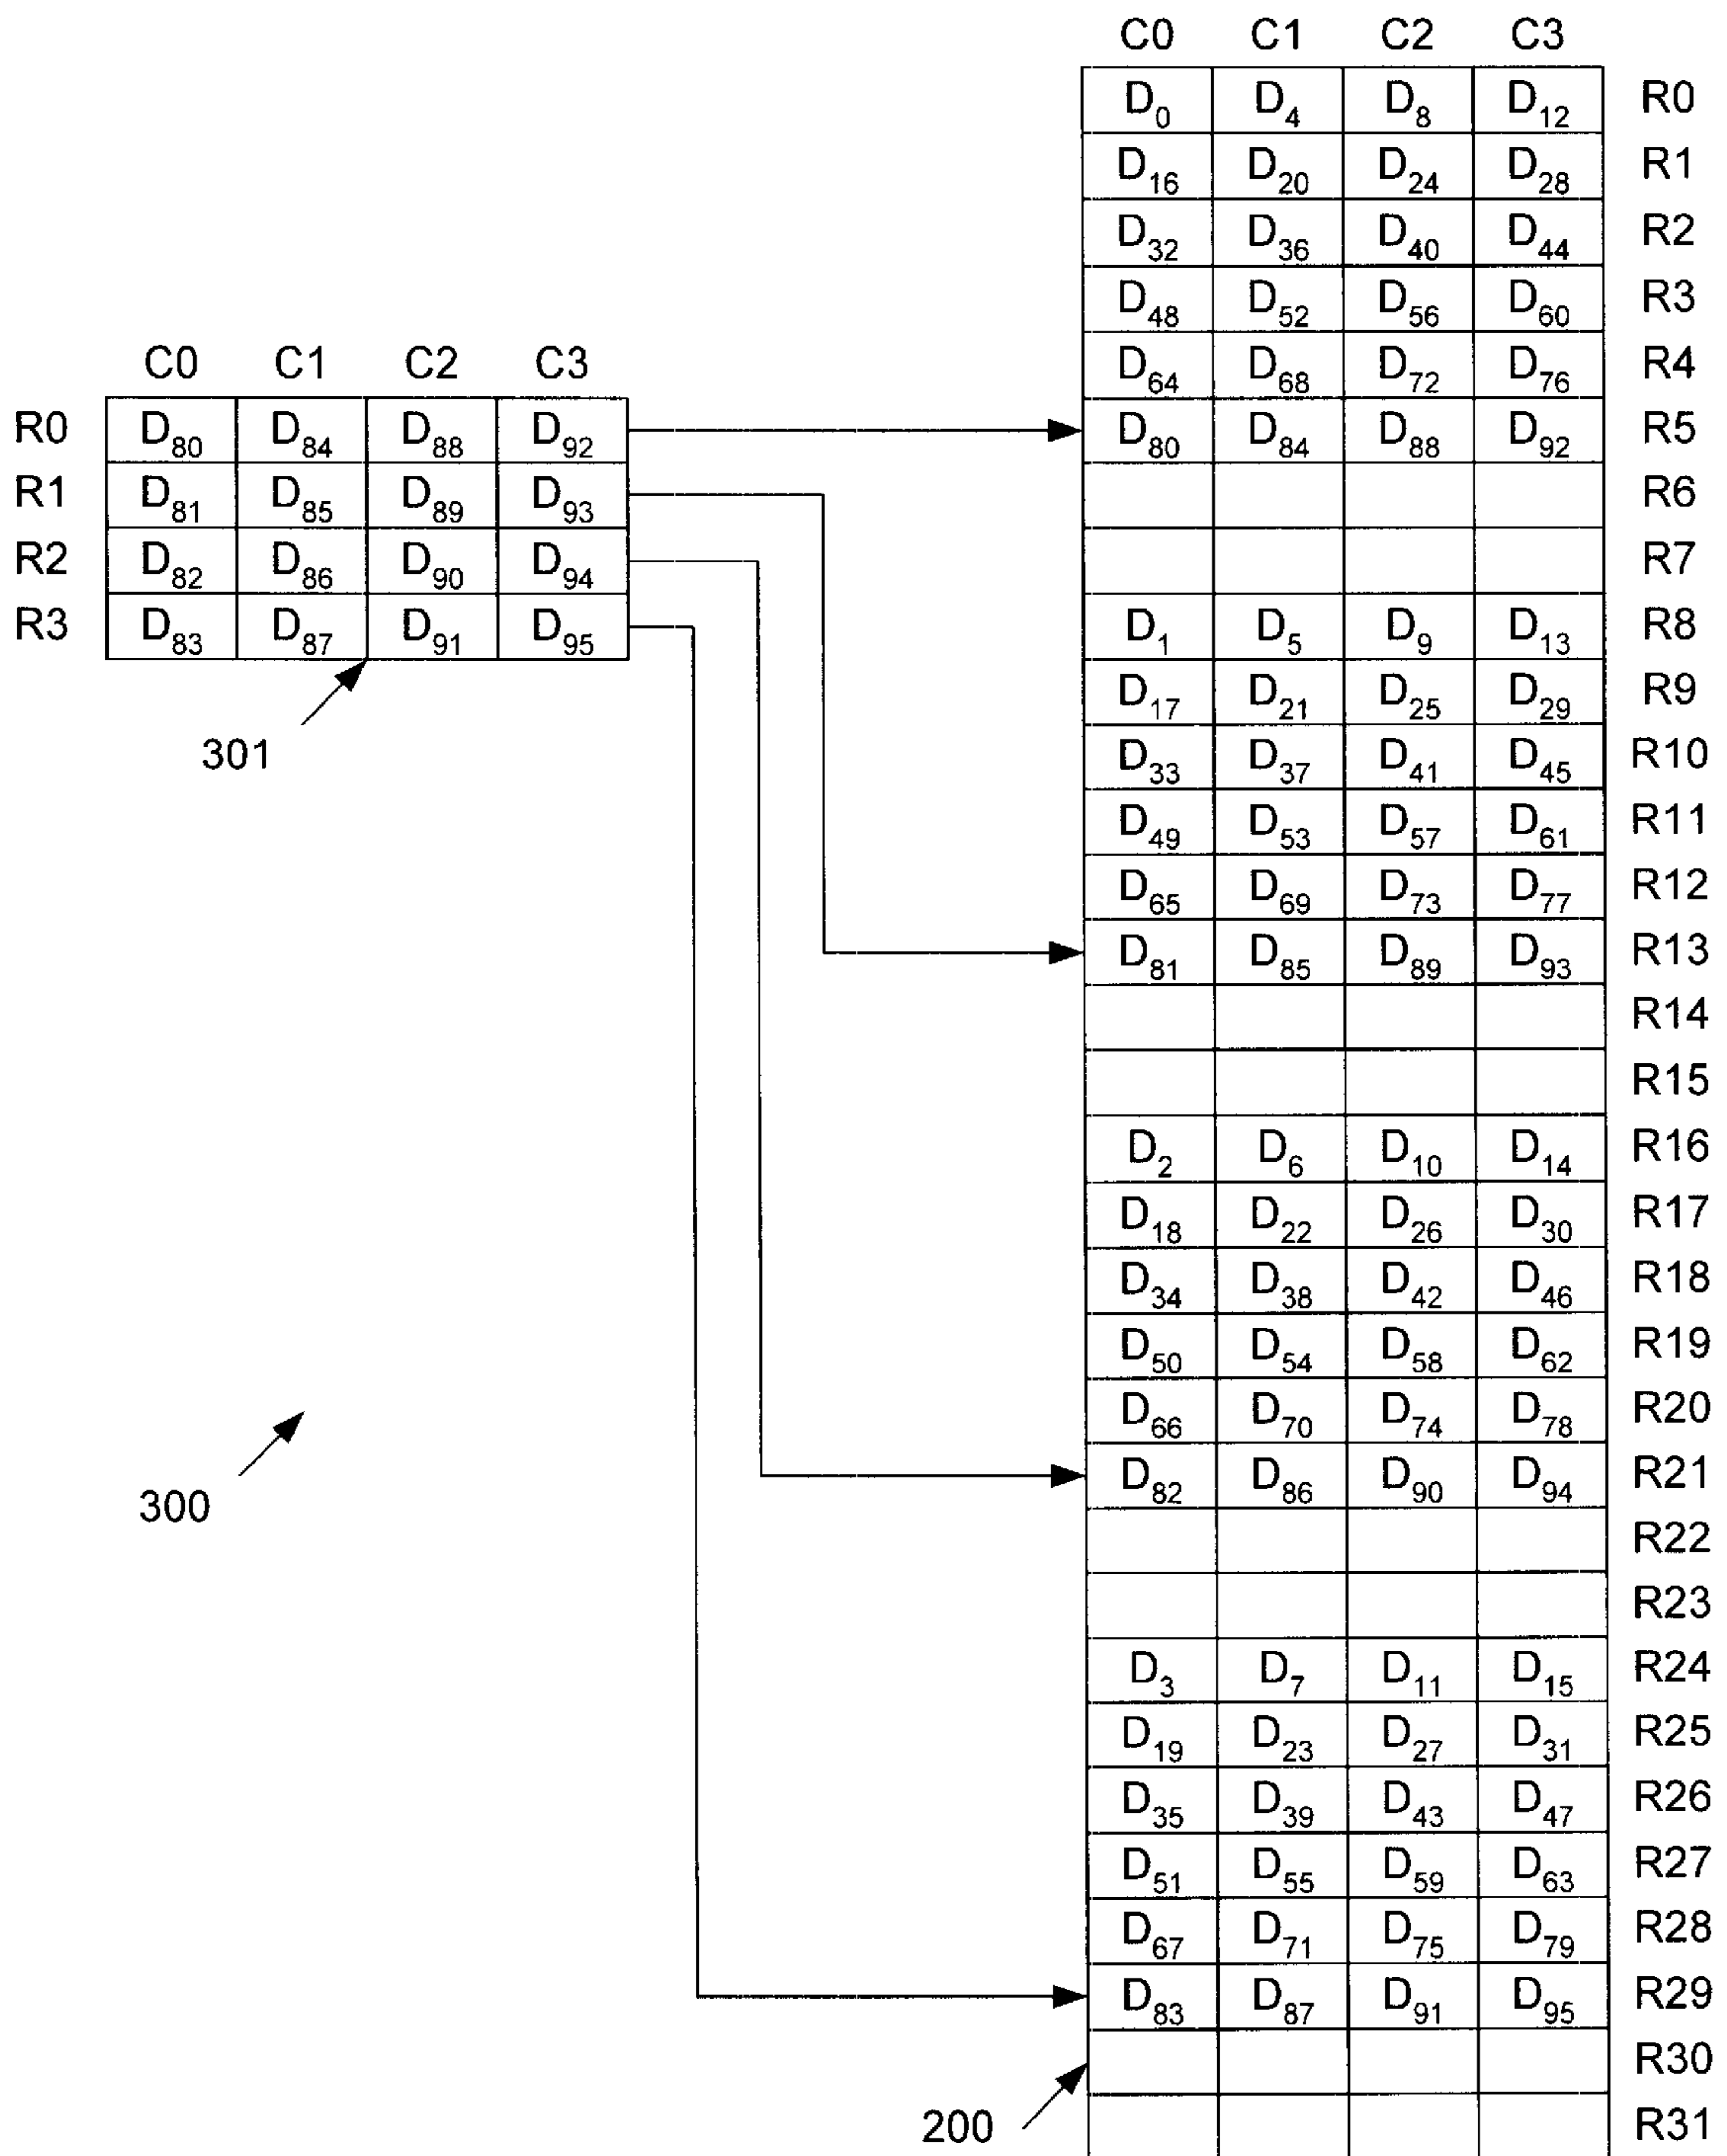 C0 C1 C2 C3
D0 D4 D8 D12 R0
D16 D20 D24 D28 R1
D32 D36 D40 D44 R2
D48 D52 D56 D60 R3
D64 D68 D72 D76 R4
D80 D84 D88 D92 R5
R6
R7
D1 D5 D9 D13 R8
D17 D21 D25 D29 R9
D33 D37 D41 D45 R10
D49 D53 D57 D61 R11
D65 D69 D73 D77 R12
D81 D85 D89 D93 R13
R14
R15
D2 D6 D10 D14 R16
D18 D22 D26 D30 R17
D34 D38 D42 D46 R18
D50 D54 D58 D62 R19
D66 D70 D74 D78 R20
D82 D86 D90 D94 R21
R22
R23
D3 D7 D11 D15 R24
D19 D23 D27 D31 R25
D35 D39 D43 D47 R26
D51 D55 D59 D63 R27
D67 D71 D75 D79 R28
D83 D87 D91 D95 R29
R30
R31
200
C0 C1 C2 C3
R0 D80 D84 D88 D92
R1 D81 D85 D89 D93
R2 D82 D86 D90 D94
R3 D83 D87 D91 D95
301
300